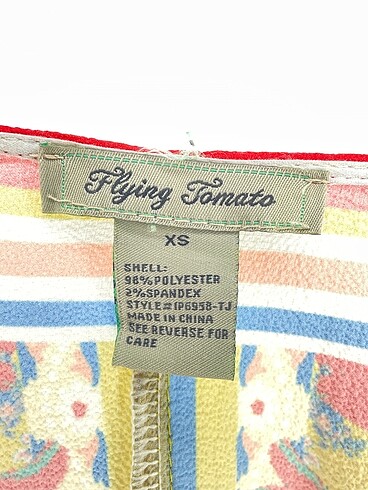 Flying Tomato
XS
SHELL:
98%POLYESTER
2%SPANDEX
STYLE#IP6958-TJ
MADE IN CHINA
SEE REVERSE FOR
CARE